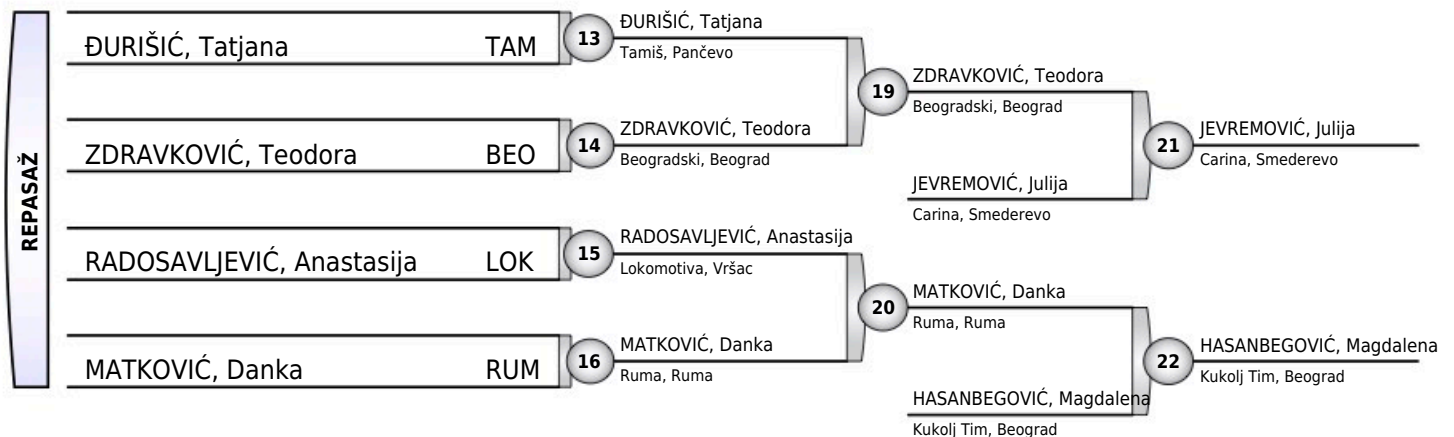 REPASAŽ
ĐURIŠIĆ, Tatjana TAM
ZDRAVKOVIĆ, Teodora BEO
RADOSAVLJEVIĆ, Anastasija LOK
MATKOVIĆ, Danka RUM
13
ĐURIŠIĆ, Tatjana
Tamiš, Pančevo
14
ZDRAVKOVIĆ, Teodora
Beogradski, Beograd
15
RADOSAVLJEVIĆ, Anastasija
Lokomotiva, Vršac
16
MATKOVIĆ, Danka
Ruma, Ruma
19
ZDRAVKOVIĆ, Teodora
Beogradski, Beograd
JEVREMOVIĆ, Julija
Carina, Smederevo
20
MATKOVIĆ, Danka
Ruma, Ruma
HASANBEGOVIĆ, Magdalena
Kukolj Tim, Beograd
21
JEVREMOVIĆ, Julija
Carina, Smederevo
22
HASANBEGOVIĆ, Magdalena
Kukolj Tim, Beograd